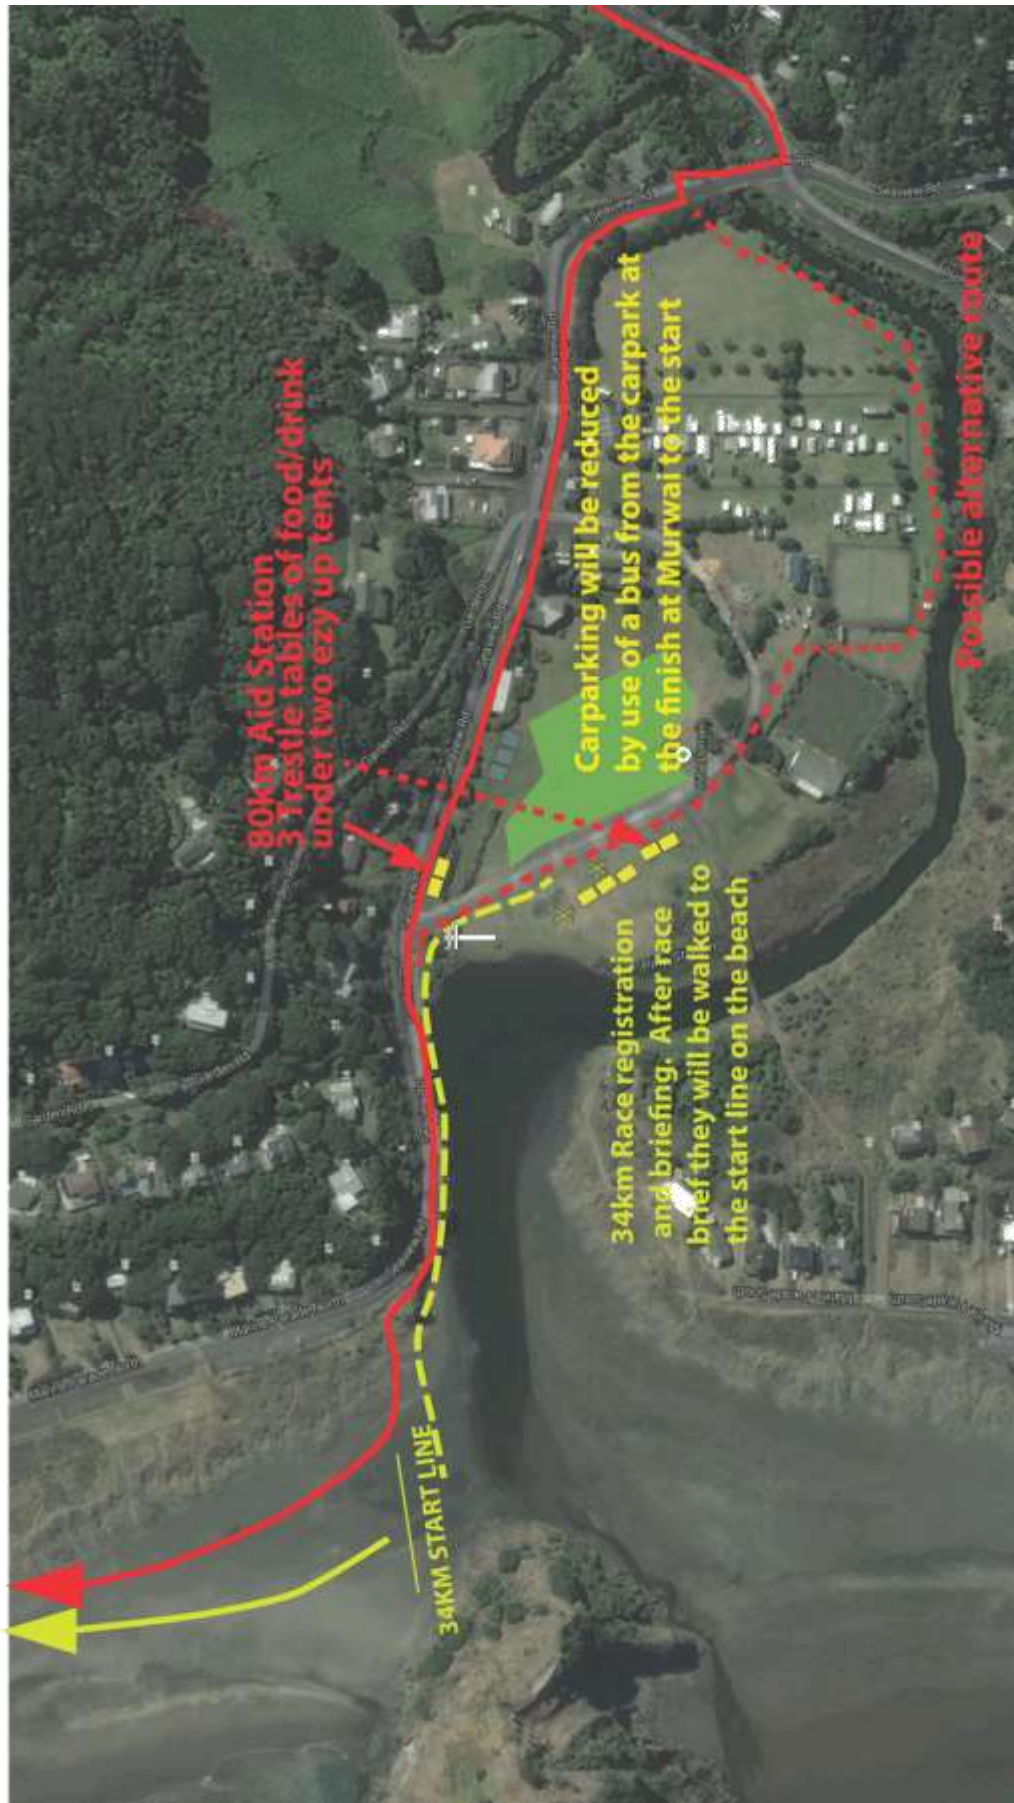 80km Aid Station
3 Trestle tables of food/drink
under two ezy up tents
Carparking will be reduced
by use of a bus from the carpark at
the finish at Murwai to the start
Possible alternative route
34km Race registration
and briefing. After race
brief they will be walked to
the start line on the beach
34KM START LINE